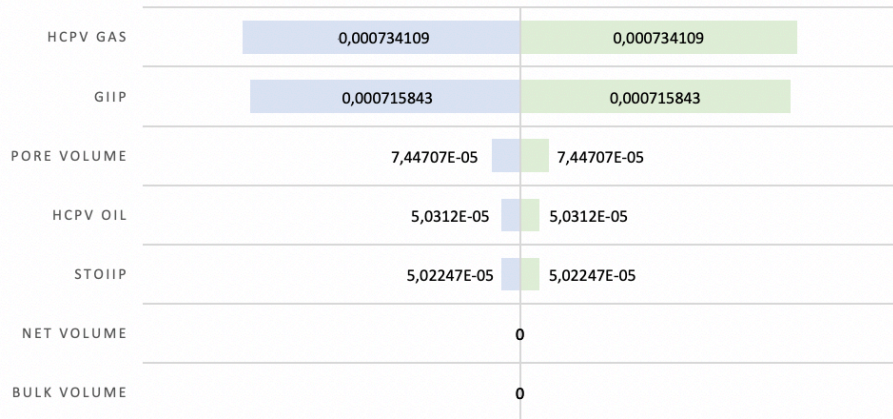 HCPV GAS 0,000734109 0,000734109
GIIP 0,000715843 0,000715843
PORE VOLUME 7,44707E-05 7,44707E-05
HCPV OIL 5,0312E-05 5,0312E-05
STOIIP 5,02247E-05 5,02247E-05
NET VOLUME 0
BULK VOLUME 0